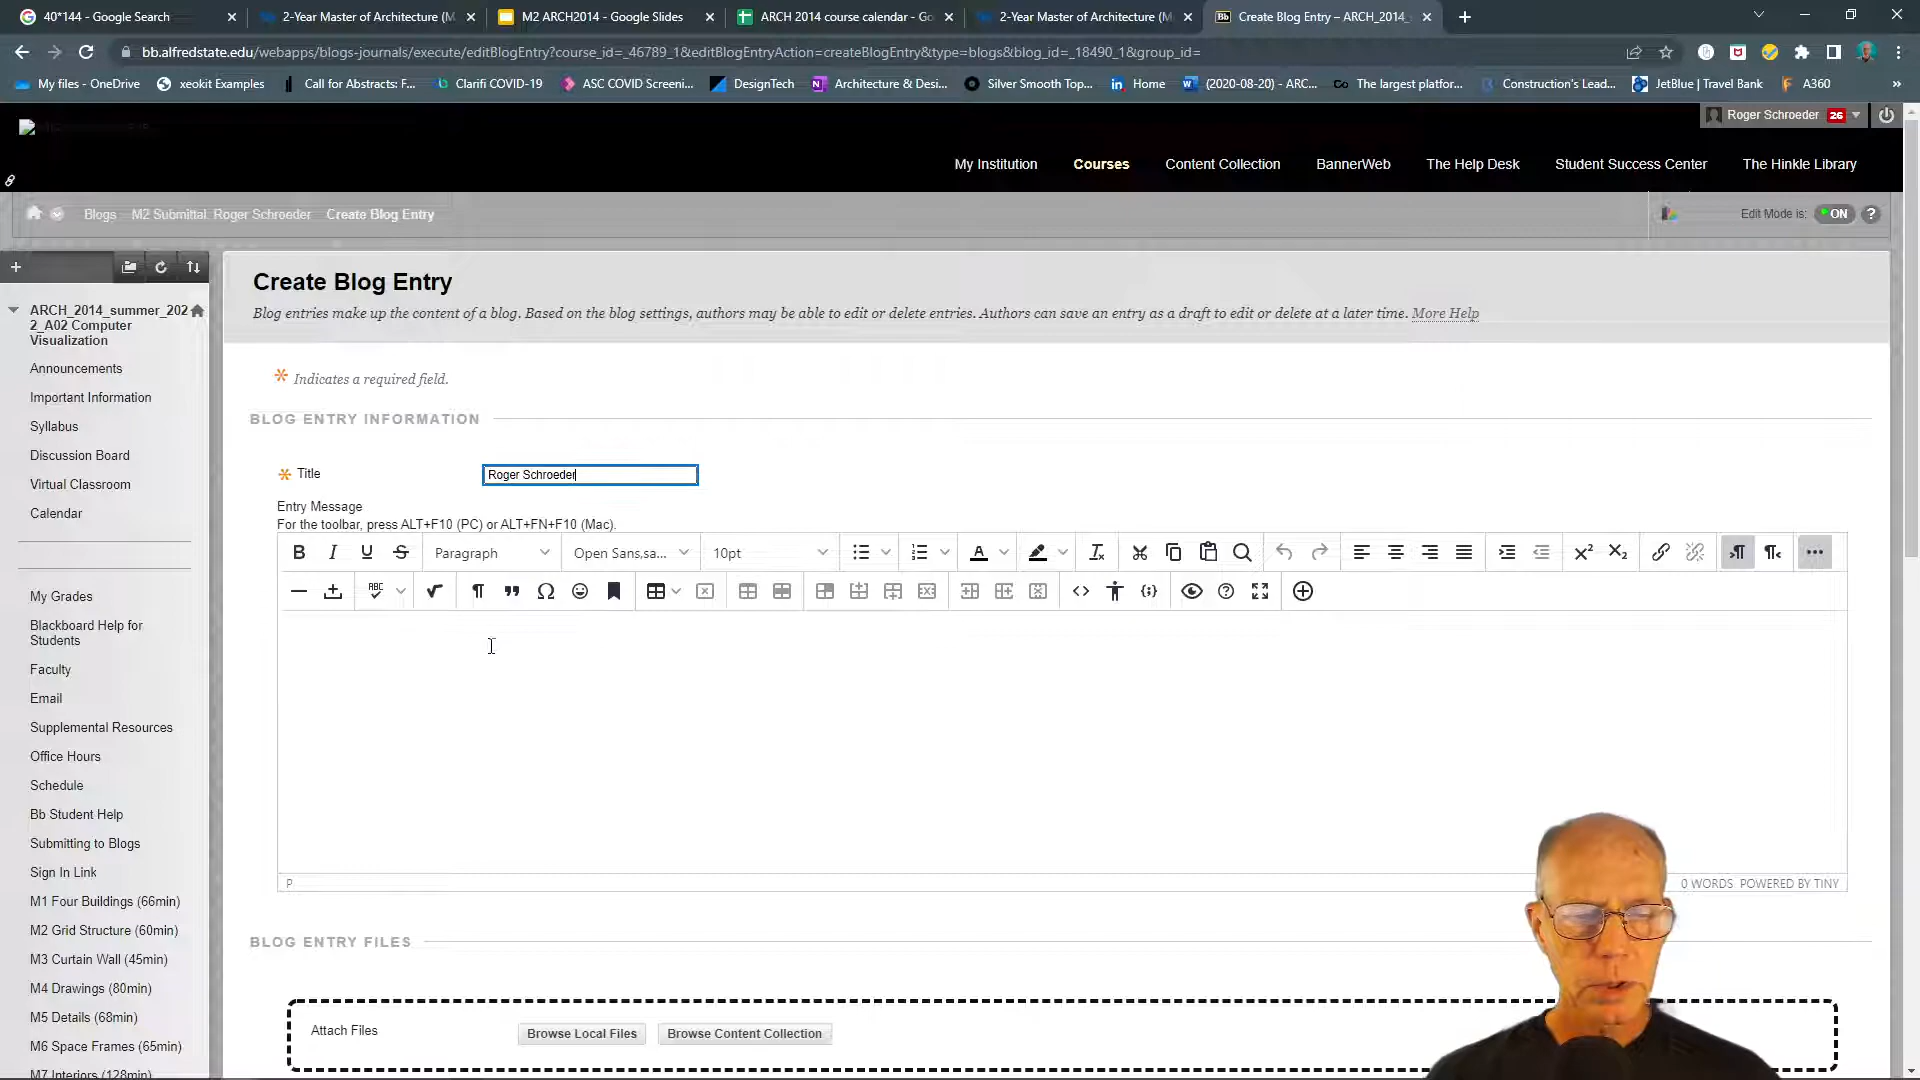 40*144 - Google Search
2-Year Master of Architecture (M
M2 ARCH2014 - Google Slides
ARCH 2014 course calendar - Go
2-Year Master of Architecture (M
Create Blog Entry – ARCH_2014_
bb.alfredstate.edu/webapps/blogs-journals/execute/editBlogEntry?course_id=_46789_1&editBlogEntryAction=createBlogEntry&type=blogs&blog_id=_18490_1&group_id=
My files - OneDrive
xeokit Examples
Call for Abstracts: F...
Clarifi COVID-19
ASC COVID Screeni...
DesignTech
Architecture & Desi...
Silver Smooth Top...
Home
(2020-08-20) - ARC...
The largest platfor...
Construction's Lead...
JetBlue | Travel Bank
A360
»
Roger Schroeder 26
My Institution
Courses
Content Collection
BannerWeb
The Help Desk
Student Success Center
The Hinkle Library
Blogs
M2 Submittal: Roger Schroeder
Create Blog Entry
Edit Mode is: ON ?
ARCH_2014_summer_202
2_A02 Computer
Visualization
Announcements
Important Information
Syllabus
Discussion Board
Virtual Classroom
Calendar
My Grades
Blackboard Help for
Students
Faculty
Email
Supplemental Resources
Office Hours
Schedule
Bb Student Help
Submitting to Blogs
Sign In Link
M1 Four Buildings (66min)
M2 Grid Structure (60min)
M3 Curtain Wall (45min)
M4 Drawings (80min)
M5 Details (68min)
M6 Space Frames (65min)
M7 Interiors (128min)
Create Blog Entry
Blog entries make up the content of a blog. Based on the blog settings, authors may be able to edit or delete entries. Authors can save an entry as a draft to edit or delete at a later time. More Help
Indicates a required field.
BLOG ENTRY INFORMATION
Title
Roger Schroeder
Entry Message
For the toolbar, press ALT+F10 (PC) or ALT+FN+F10 (Mac).
Paragraph
Open Sans,sa...
10pt
P
0 WORDS POWERED BY TINY
BLOG ENTRY FILES
Attach Files
Browse Local Files
Browse Content Collection